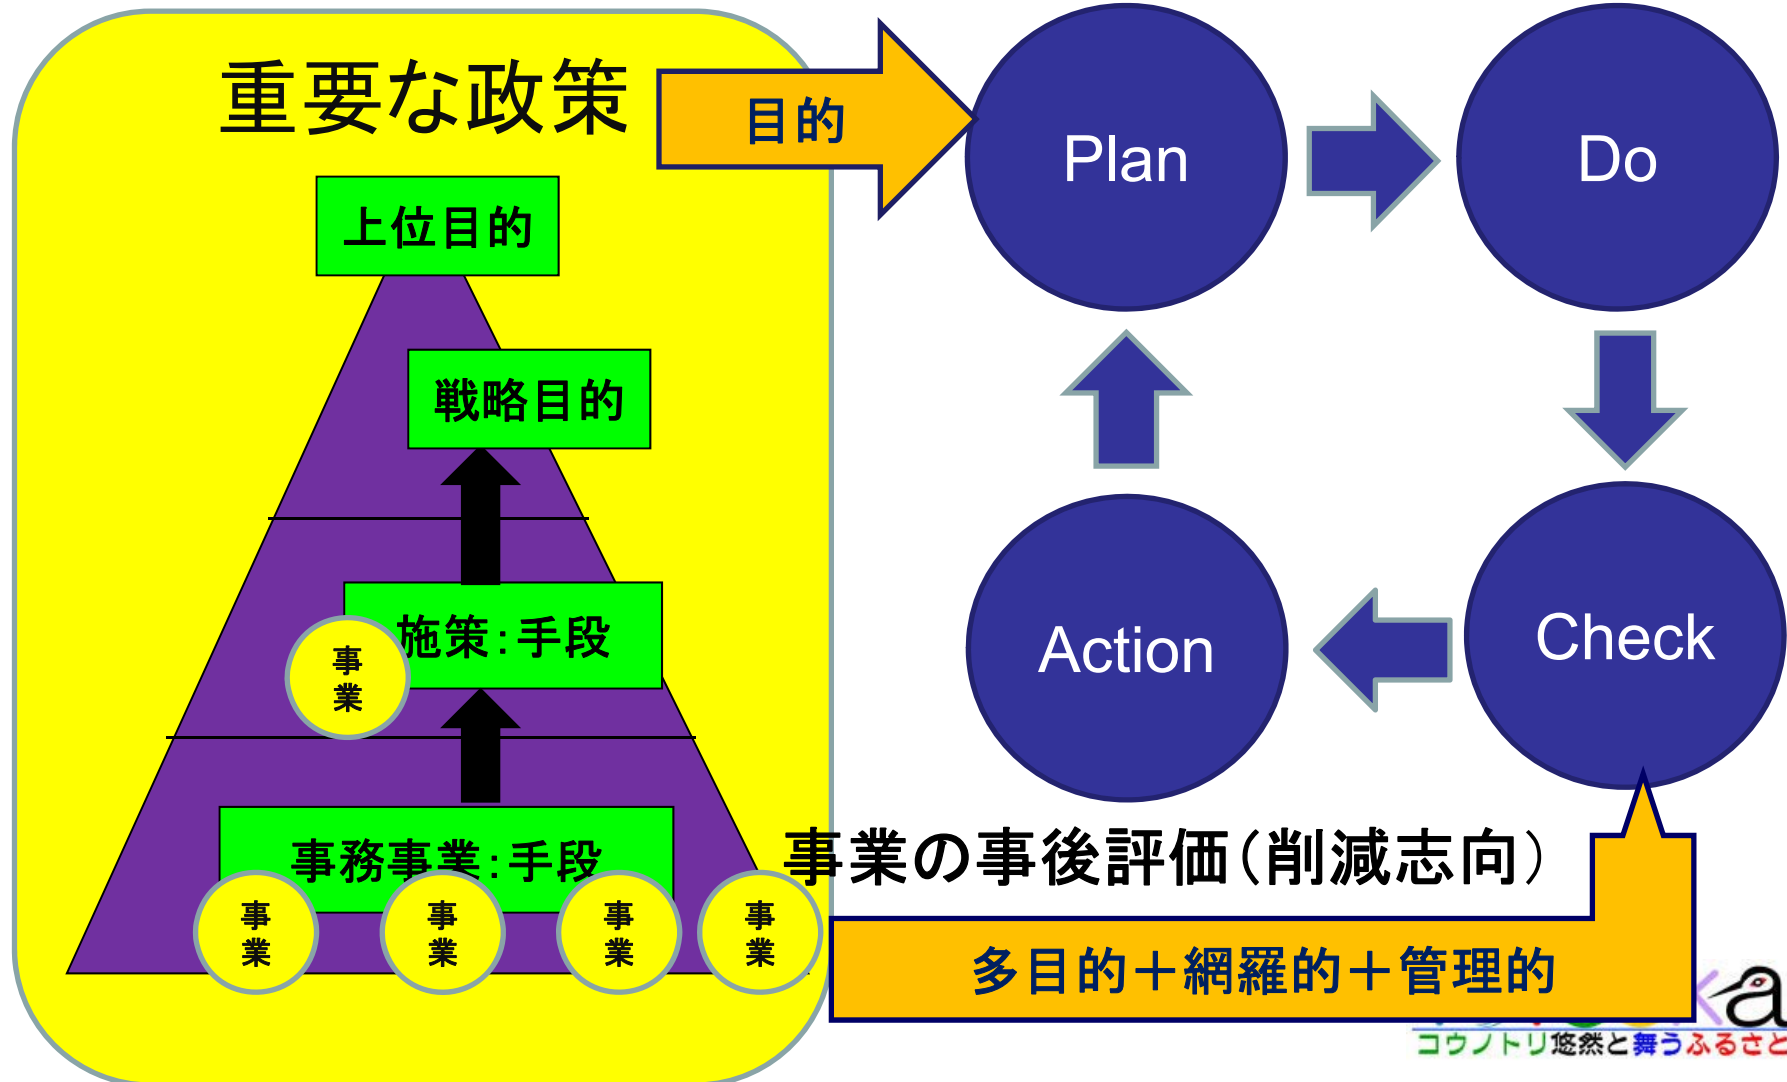 重要な政策
目的
上位目的
戦略目的
施策:手段
事業
事務事業:手段
事業
事業
事業
事業
Plan
Do
Check
Action
事業の事後評価(削減志向)
多目的+網羅的+管理的
コウノトリ悠然と舞うふるさと